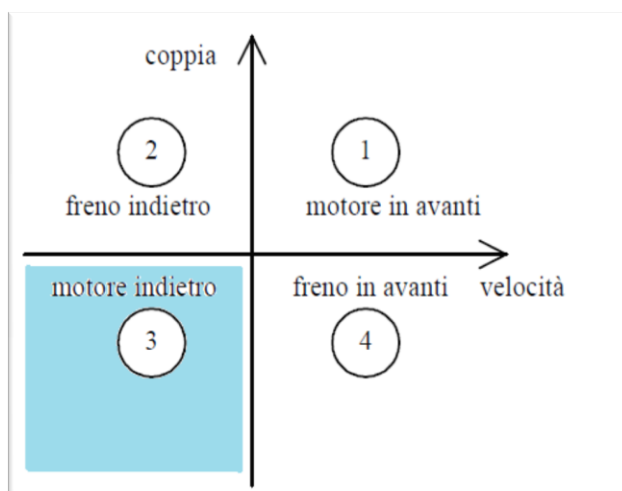 coppia
2 1
freno indietro motore in avanti
motore indietro freno in avanti velocità
3 4